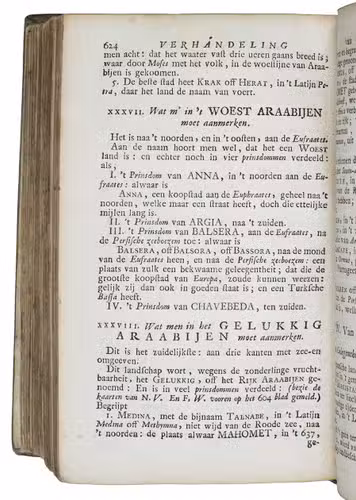 624 VERHANDELING
men acht: dat het waater vast drie ueren gaans breed is;
waar door Moses met het volk, in de woestijne van Araa-
bijen is gekoomen.
5. De beste stad heet KRAK off HERAT, in 't Latijn Pe-
tra, daar het land de naam van voert.
XXXVII. Wat m' in 't WOEST ARAABIJEN
moet aanmerken.
Het is naa 't noorden, en in 't oosten, aan de Eufraates.
Aan de naam hoort men wel, dat het een WOEST
land is: en echter noch in vier prinsdommen verdeeld:
als,
I. 't Prinsdom van ANNA, in 't noorden aan de Eu-
fraates: alwaar is
ANNA, een koopstad aan de Euphraates, geheel naa 't
noorden, welke maar een straat heeft, doch die ettelijke
mijlen lang is.
II. 't Prinsdom van ARGIA, naa 't zuiden.
III. 't Prinsdom van BALSERA, aan de Eufraates, na
de Persische zeeboezem toe: alwaar is
BALSERA, off BALSORA, off BASSORA, naa de mond
van de Eufraates heen, en naa de Persische zeeboezem: een
plaats van zulk een bekwaame geleegentheit, dat die de
grootste koopstad van Europa, zoude kunnen werden:
gelijk zij dan ook in goeden staat is; en een Turksche
Bassa heeft.
IV. 't Prinsdom van CHAVEBEDA, ten zuiden.
XXXVIII. Wat men in het GELUKKIG
ARAABIJEN moet aanmerken.
Dit is het zuidelijkste: aan drie kanten met zee-en
omgeeven.
Dit landschap wort, wegens de zonderlinge vrucht-
baarheit, het GELUKKIG, off het RIJK ARAABIJEN ge-
noemd: En is in veel prinsdommen verdeeld: (bezie de
kaarten van N. V. En F. W. vooren op het 604 blad gemeld.)
Begrijpt
1. MEDINA, met de bijnaam TALNABE, in 't Latijn
Medina off Methymna, niet wijd van de Roode zee, naa
't noorden: de plaats alwaar MAHOMET, in 't 637,
ge-